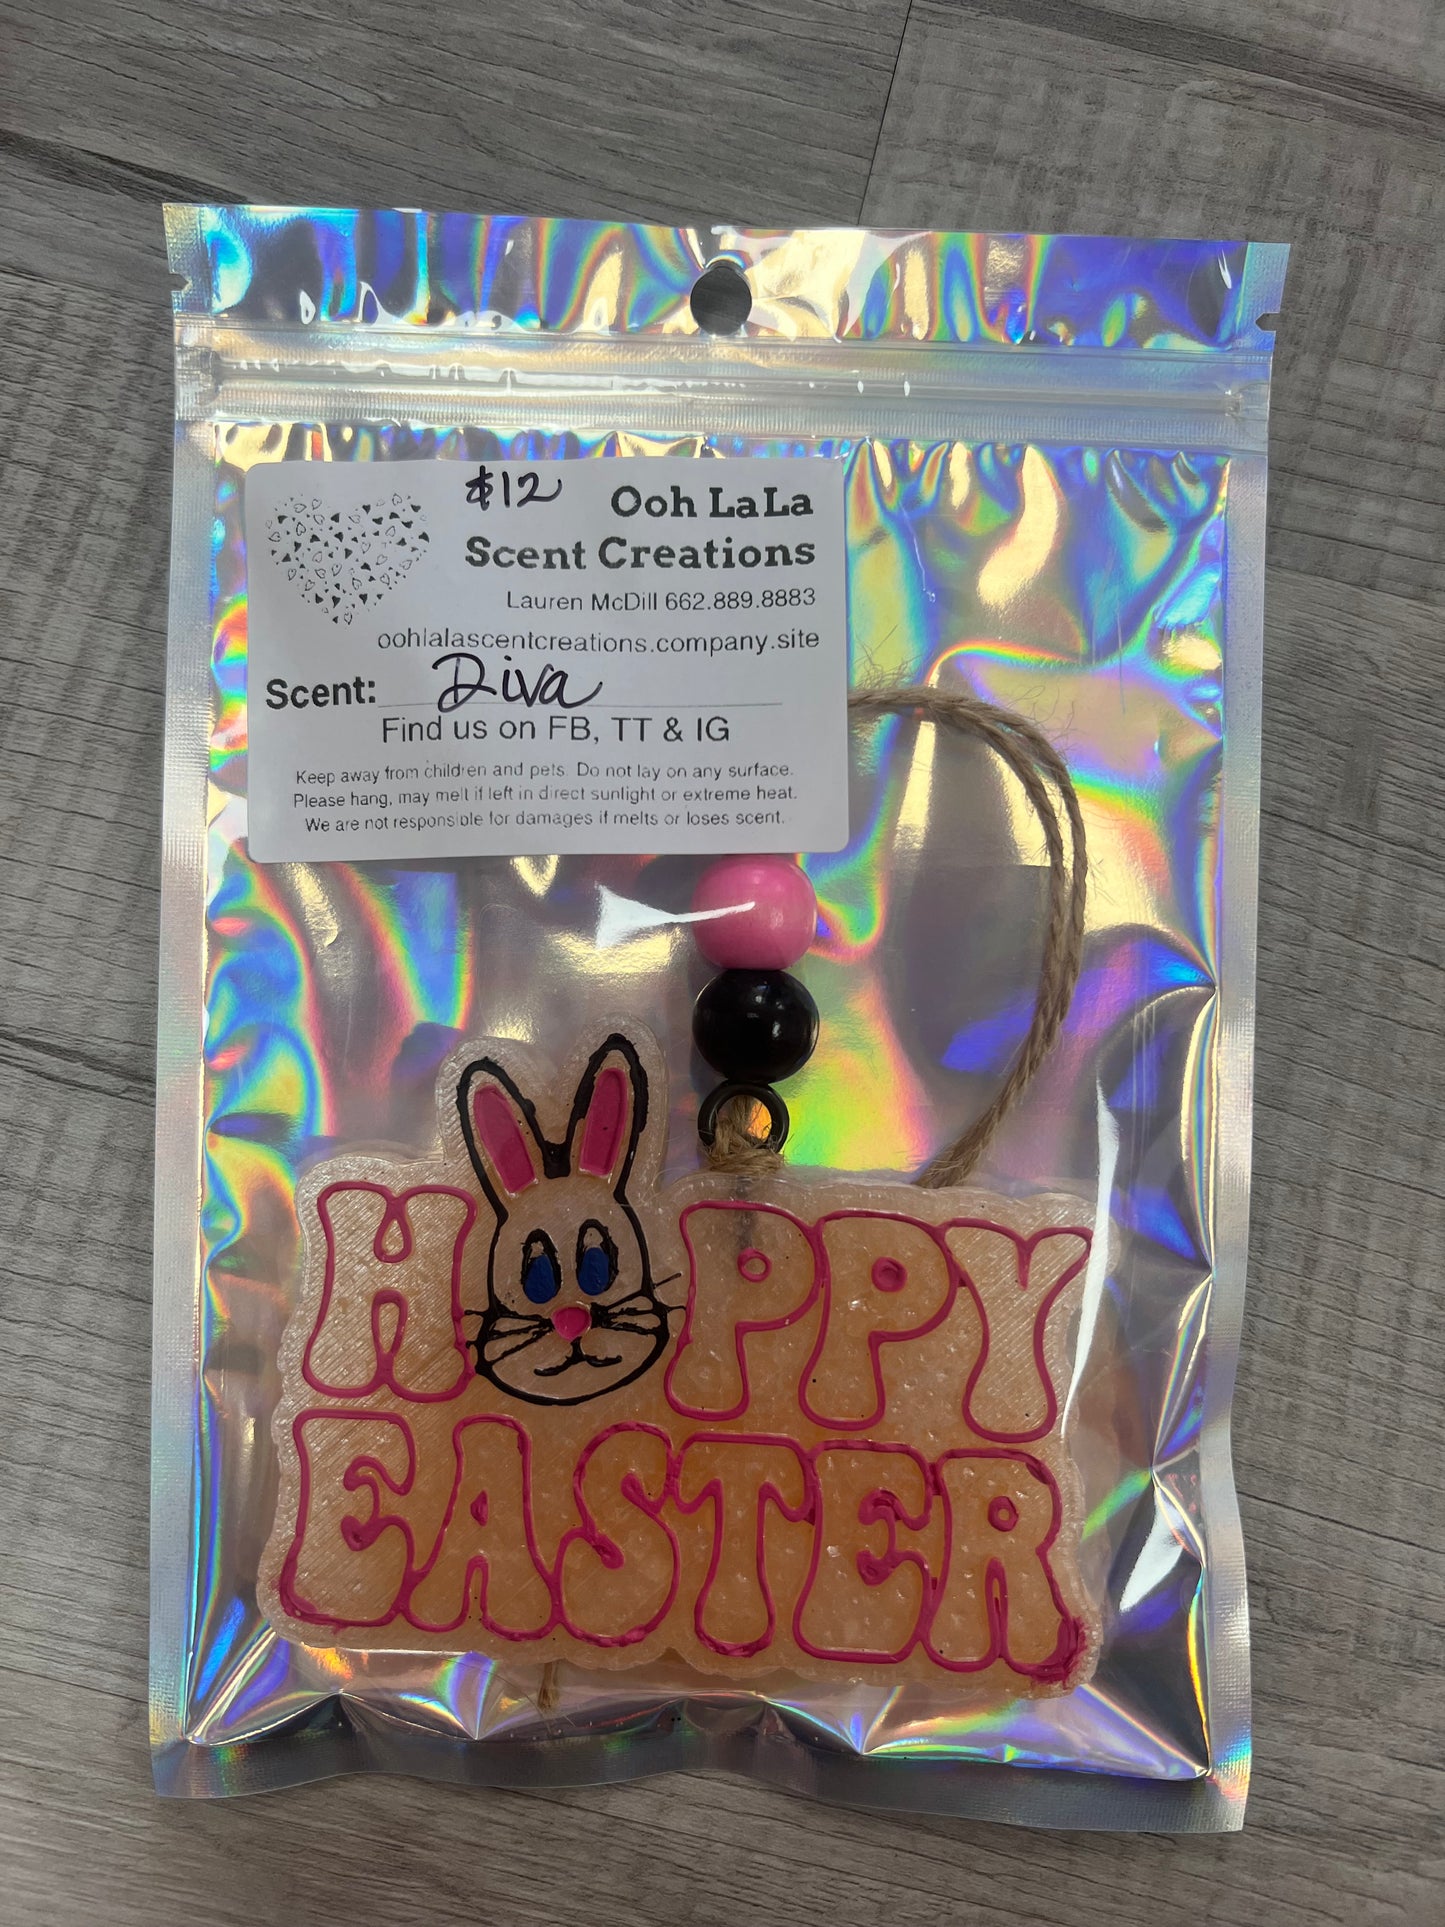 $12
Ooh LaLa
Scent Creations
Lauren McDill 662.889.8883
oohlalascentcreations.company.site
Scent: Diva
Find us on FB, TT & IG
Keep away from children and pets. Do not lay on any surface.
Please hang, may melt if left in direct sunlight or extreme heat.
We are not responsible for damages if melts or loses scent.
H PPY
EASTER